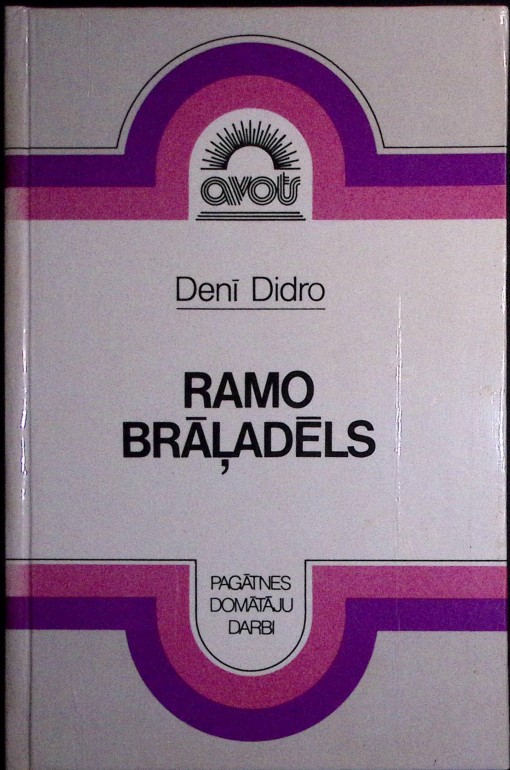 avots
Denī Didro
RAMO
BRĀĻADĒLS
PAGĀTNES
DOMĀTĀJU
DARBI